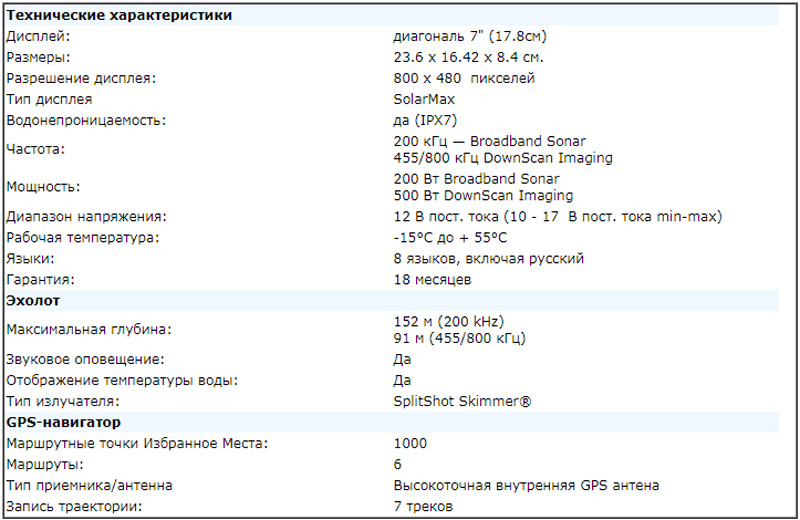 Технические характеристики
Дисплей: диагональ 7" (17.8см)
Размеры: 23.6 x 16.42 x 8.4 см.
Разрешение дисплея: 800 x 480 пикселей
Тип дисплея SolarMax
Водонепроницаемость: да (IPX7)
Частота: 200 кГц — Broadband Sonar
455/800 кГц DownScan Imaging
Мощность: 200 Вт Broadband Sonar
500 Вт DownScan Imaging
Диапазон напряжения: 12 В пост. тока (10 - 17 В пост. тока min-max)
Рабочая температура: -15°C до + 55°C
Языки: 8 языков, включая русский
Гарантия: 18 месяцев
Эхолот
Максимальная глубина: 152 м (200 kHz)
91 м (455/800 кГц)
Звуковое оповещение: Да
Отображение температуры воды: Да
Тип излучателя: SplitShot Skimmer®
GPS-навигатор
Маршрутные точки Избранное Места: 1000
Маршруты: 6
Тип приемника/антенна Высокоточная внутренняя GPS антена
Запись траектории: 7 треков